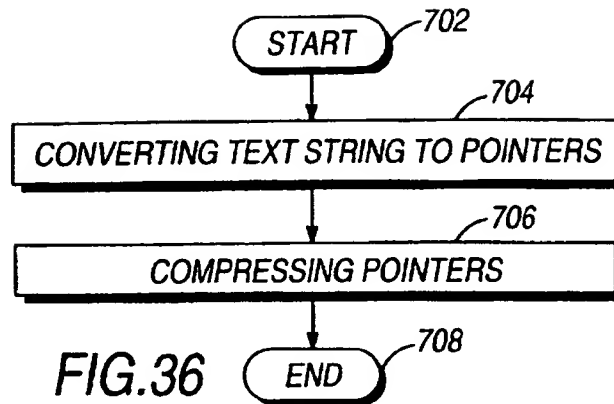 START
702
704
CONVERTING TEXT STRING TO POINTERS
706
COMPRESSING POINTERS
708
FIG.36
END